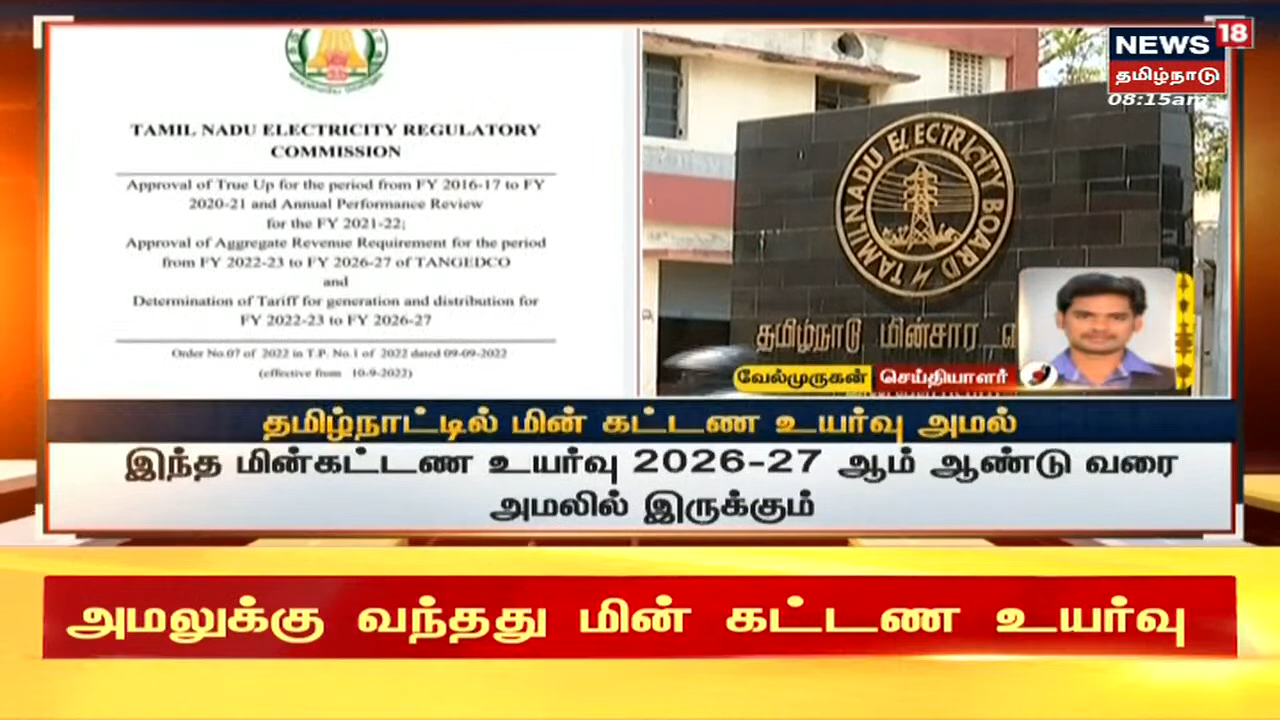 TAMIL NADU ELECTRICITY REGULATORY
COMMISSION
Approval of True Up for the period from FY 2016-17 to FY
2020-21 and Annual Performance Review
for the FY 2021-22;
Approval of Aggregate Revenue Requirement for the period
from FY 2022-23 to FY 2026-27 of TANGEDCO
and
Determination of Tariff for generation and distribution for
FY 2022-23 to FY 2026-27
Order No.07 of 2022 in T.P. No.1 of 2022 dated 09-09-2022
(effective from 10-9-2022)
NEWS 18
தமிழ்நாடு
08:15am
TAMILNADU ELECTRICITY BOARD
தமிழ்நாடு மின்சார
வேல்முருகன் செய்தியாளர்
தமிழ்நாட்டில் மின் கட்டண உயர்வு அமல்
இந்த மின்கட்டண உயர்வு 2026-27 ஆம் ஆண்டு வரை
அமலில் இருக்கும்
அமலுக்கு வந்தது மின் கட்டண உயர்வு